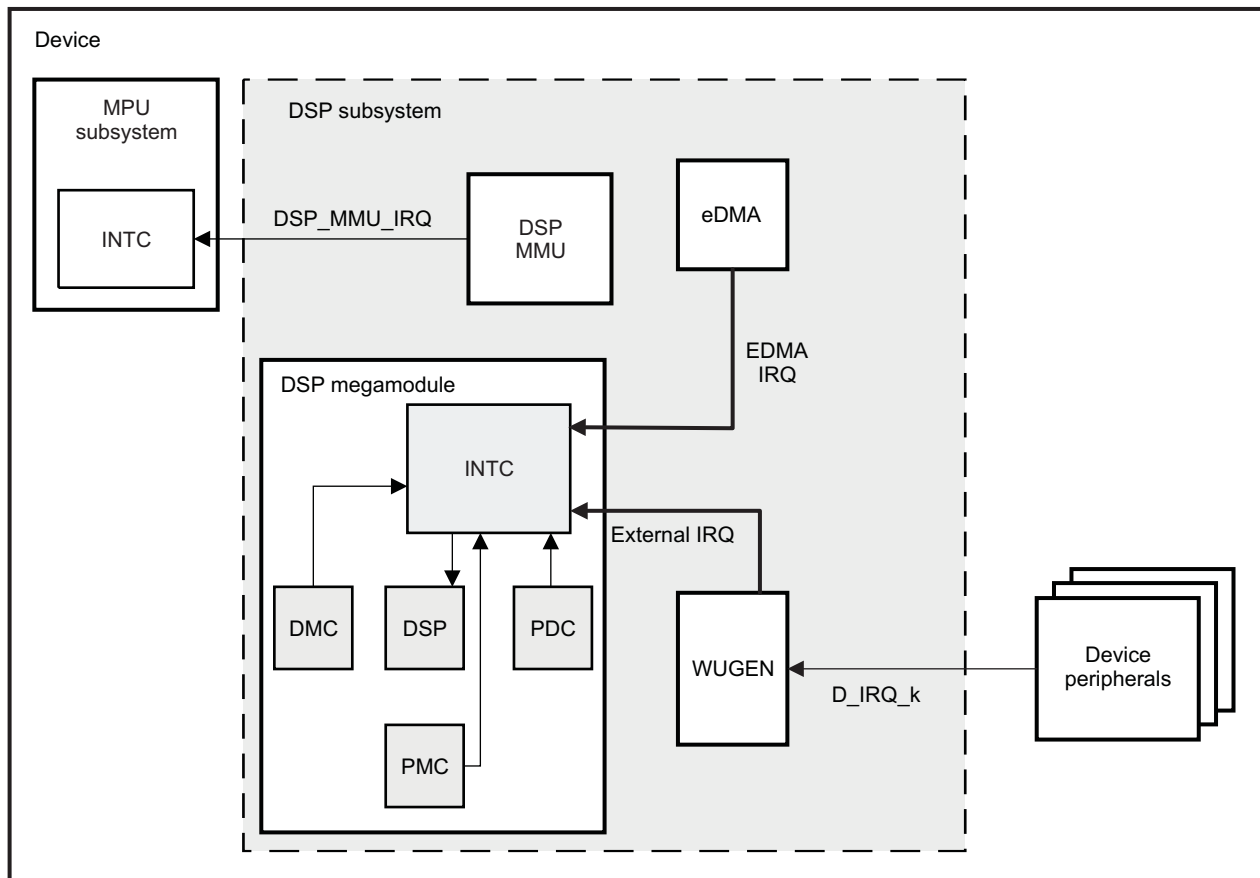 Device
MPU
subsystem
INTC
DSP subsystem
DSP_MMU_IRQ
DSP
MMU
eDMA
EDMA
IRQ
DSP megamodule
INTC
External IRQ
DMC
DSP
PDC
PMC
WUGEN
D_IRQ_k
Device
peripherals